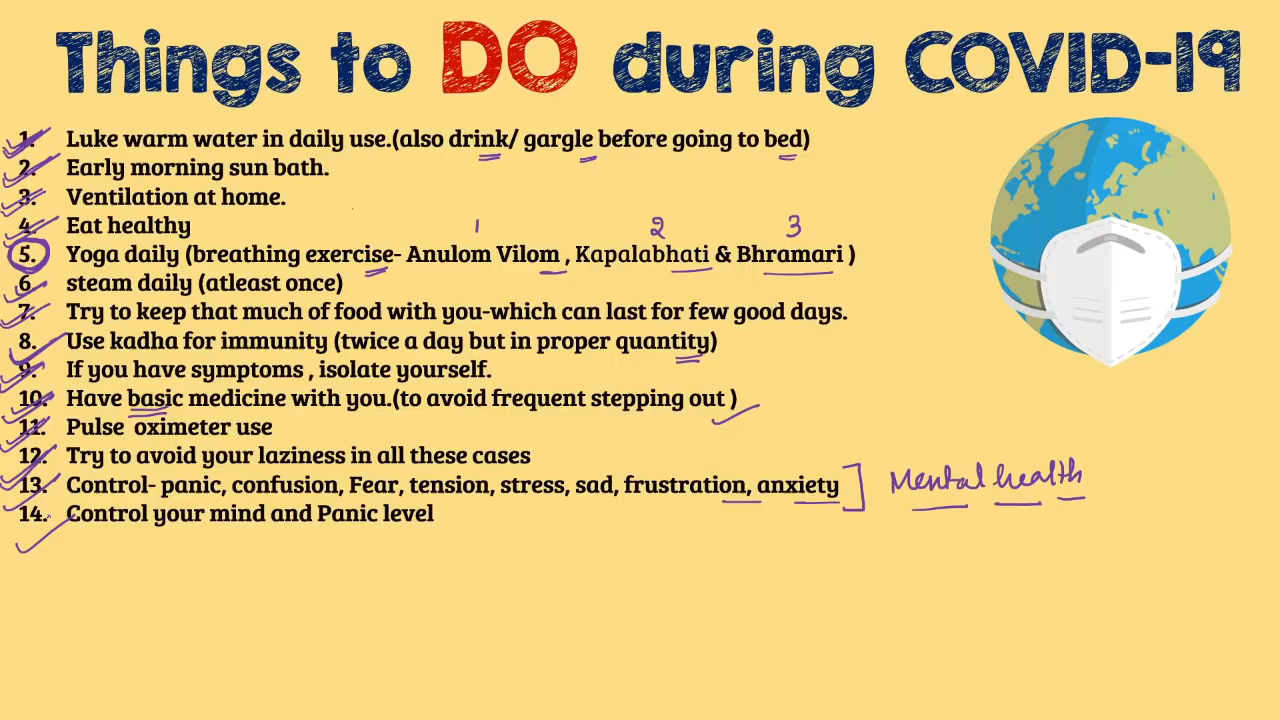 Things to DO during COVID-19
1. Luke warm water in daily use.(also drink/ gargle before going to bed)
2. Early morning sun bath.
3. Ventilation at home.
4. Eat healthy
1 2 3
5. Yoga daily (breathing exercise- Anulom Vilom , Kapalabhati & Bhramari )
6. steam daily (atleast once)
7. Try to keep that much of food with you-which can last for few good days.
8. Use kadha for immunity (twice a day but in proper quantity)
9. If you have symptoms , isolate yourself.
10. Have basic medicine with you.(to avoid frequent stepping out )
11. Pulse oximeter use
12. Try to avoid your laziness in all these cases
13. Control- panic, confusion, Fear, tension, stress, sad, frustration, anxiety ] Mental health
14. Control your mind and Panic level